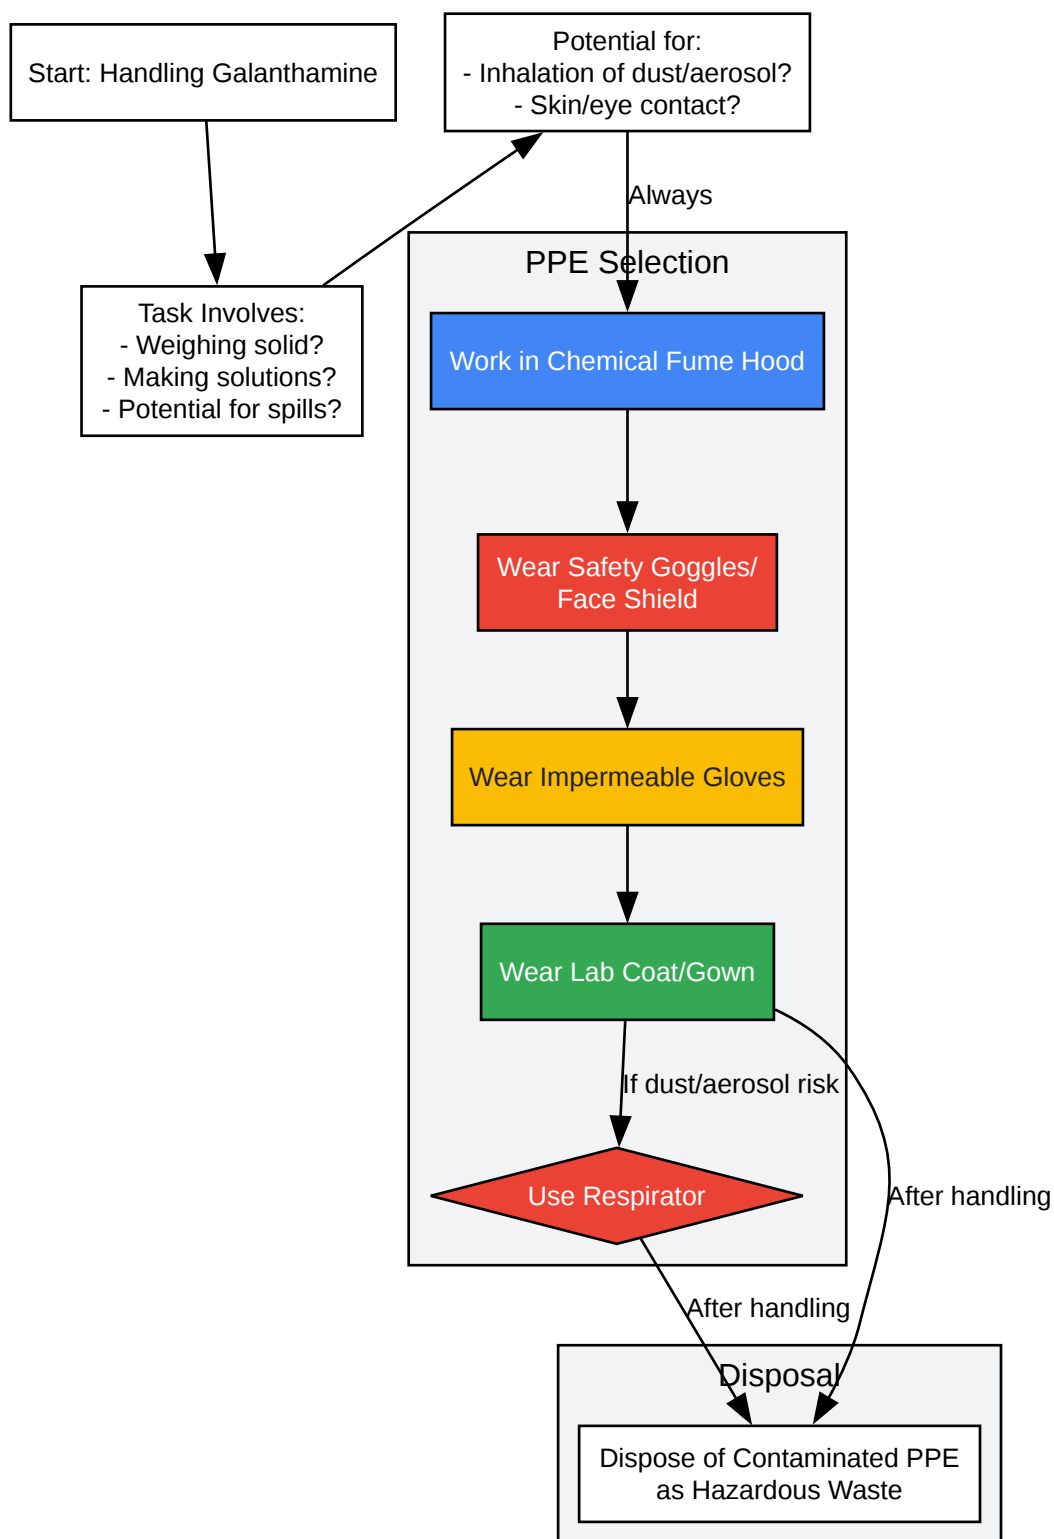 Start: Handling Galanthamine
Potential for:
- Inhalation of dust/aerosol?
- Skin/eye contact?
Always
Task Involves:
- Weighing solid?
- Making solutions?
- Potential for spills?
PPE Selection
Work in Chemical Fume Hood
Wear Safety Goggles/
Face Shield
Wear Impermeable Gloves
Wear Lab Coat/Gown
If dust/aerosol risk
Use Respirator
After handling
After handling
Disposal
Dispose of Contaminated PPE
as Hazardous Waste